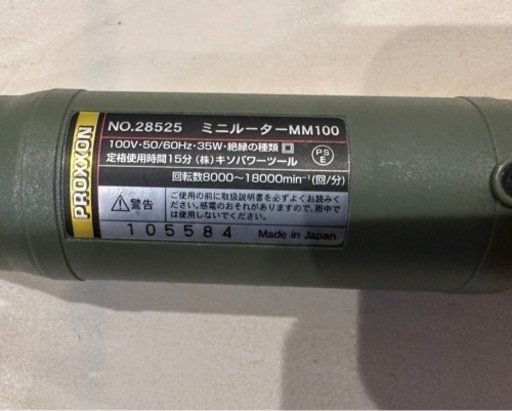 PROXXON
NO.28525 ミニルーターMM100
100V・50/60Hz・35W・絶縁の種類 回
定格使用時間15分 (株)キソパワーツール
PSE
回転数8000〜18000min⁻¹(回/分)
警告
ご使用の前に取扱説明書を必ずよくお読みください。感電のおそれがありますので、雨中では使用しないでください。
105584 Made in Japan